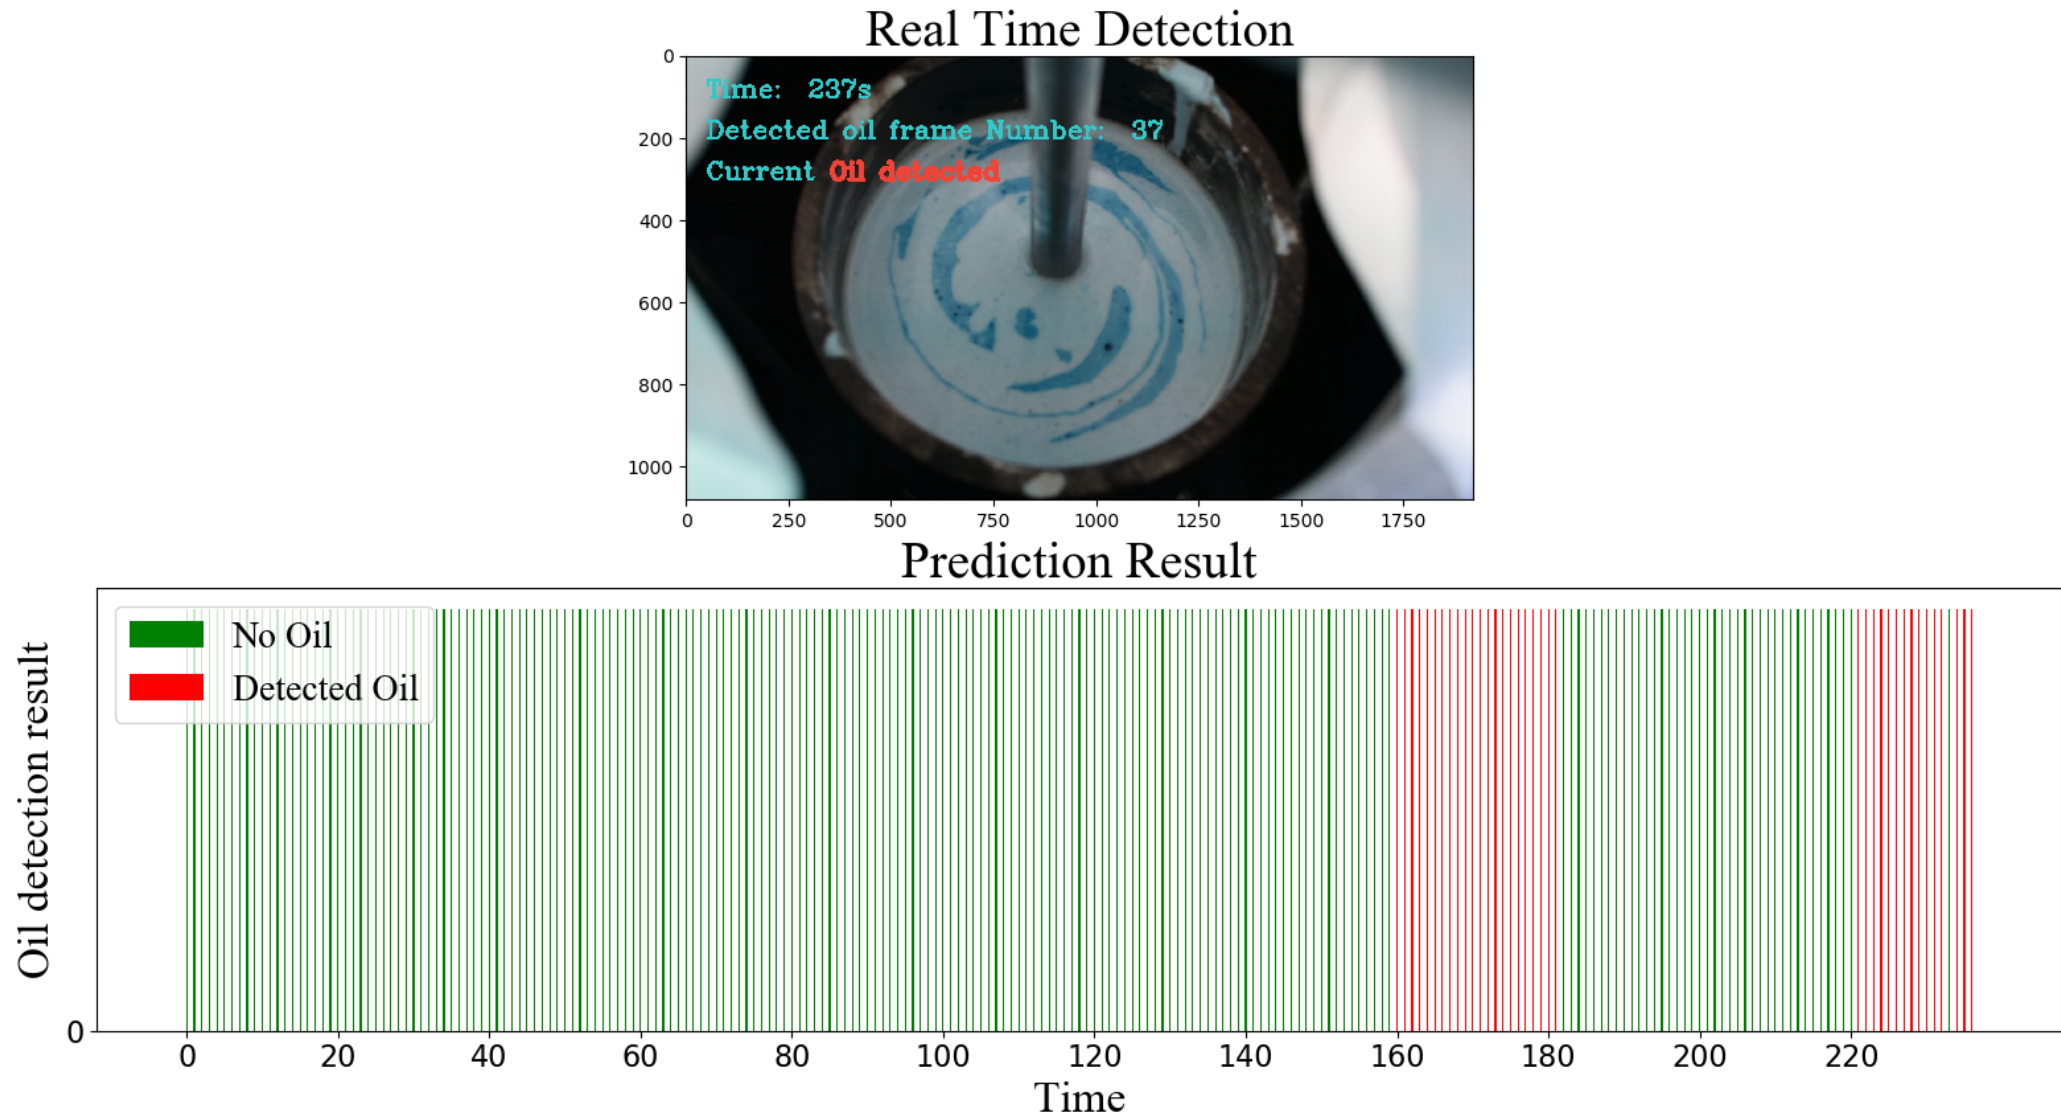 Real Time Detection
0
200
400
600
800
1000
Time: 237s
Detected oil frame Number: 37
Current Oil detected
0 250 500 750 1000 1250 1500 1750
Prediction Result
No Oil
Detected Oil
Oil detection result
0
0 20 40 60 80 100 120 140 160 180 200 220
Time